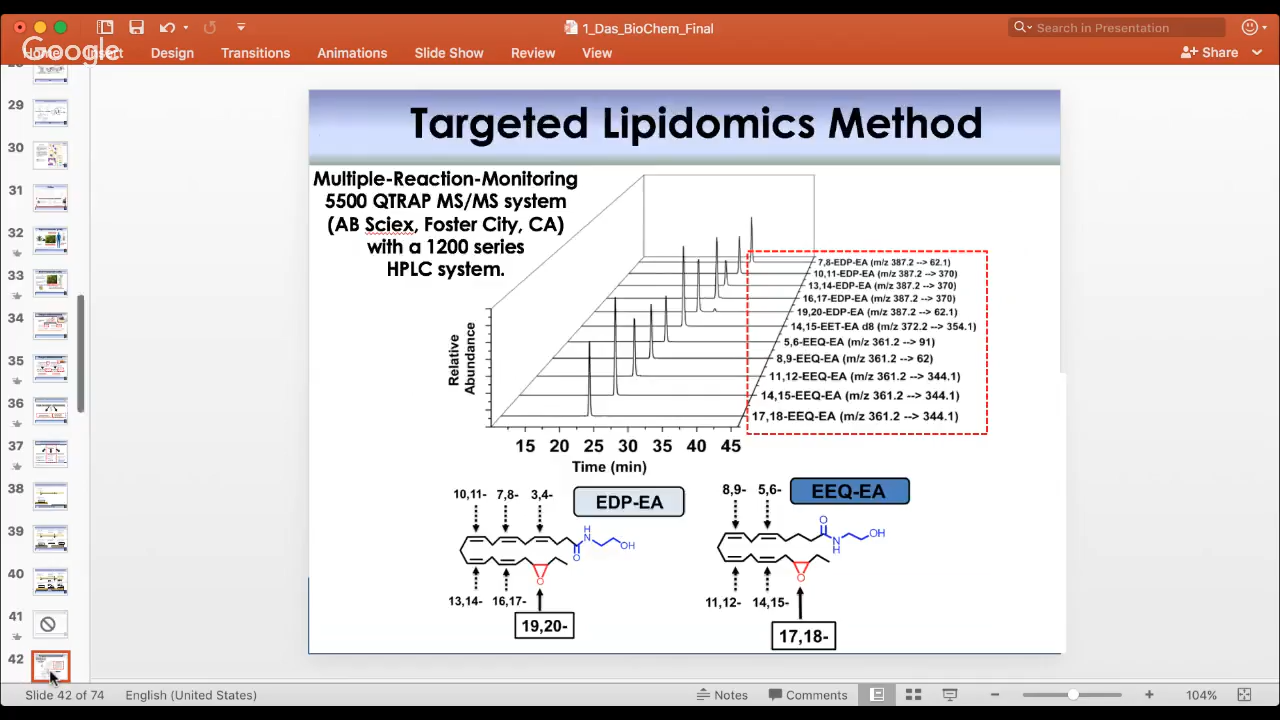 1_Das_BioChem_Final
Search in Presentation
Google
Home Insert Design Transitions Animations Slide Show Review View
Share
29
30
31
32
33
34
35
36
37
38
39
40
41
42
Targeted Lipidomics Method
Multiple-Reaction-Monitoring
5500 QTRAP MS/MS system
(AB Sciex, Foster City, CA)
with a 1200 series
HPLC system.
Relative
Abundance
7,8-EDP-EA (m/z 387.2 --> 62.1)
10,11-EDP-EA (m/z 387.2 --> 370)
13,14-EDP-EA (m/z 387.2 --> 370)
16,17-EDP-EA (m/z 387.2 --> 370)
19,20-EDP-EA (m/z 387.2 --> 62.1)
14,15-EET-EA d8 (m/z 372.2 --> 354.1)
5,6-EEQ-EA (m/z 361.2 --> 91)
8,9-EEQ-EA (m/z 361.2 --> 62)
11,12-EEQ-EA (m/z 361.2 --> 344.1)
14,15-EEQ-EA (m/z 361.2 --> 344.1)
17,18-EEQ-EA (m/z 361.2 --> 344.1)
15 20 25 30 35 40 45
Time (min)
10,11- 7,8- 3,4-
EDP-EA
H
N
OH
O
O
13,14- 16,17-
19,20-
8,9- 5,6-
EEQ-EA
O
OH
N
H
O
11,12- 14,15-
17,18-
Slide 42 of 74
English (United States)
Notes
Comments
104%